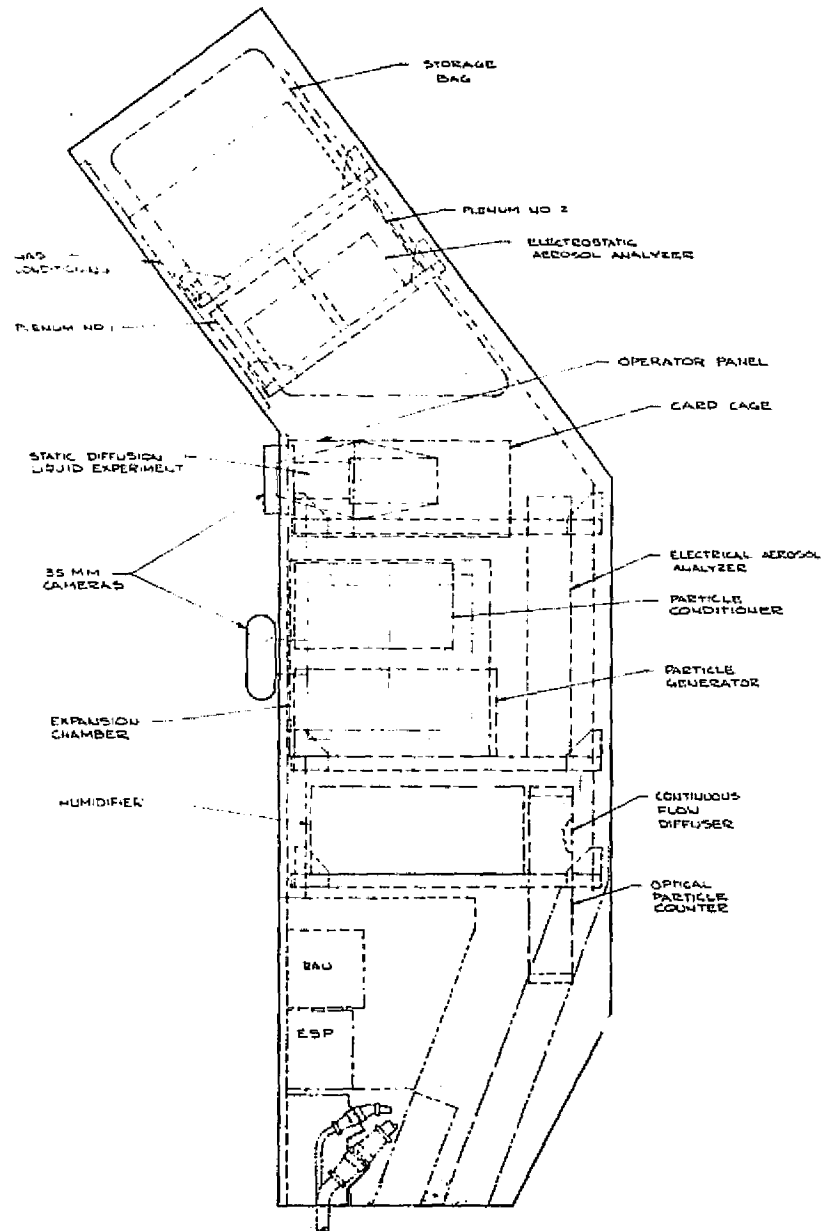 STORAGE
BAG
PLENUM NO 2
ELECTROSTATIC
AEROSOL ANALYZER
CONDITIONING
PLENUM NO 1
OPERATOR PANEL
CARD CAGE
STATIC DIFFUSION
LIQUID EXPERIMENT
35 MM
CAMERAS
ELECTRICAL AEROSOL
ANALYZER
PARTICLE
CONDITIONER
PARTICLE
GENERATOR
EXPANSION
CHAMBER
HUMIDIFIER
CONTINUOUS
FLOW
DIFFUSER
OPTICAL
PARTICLE
COUNTER
RAU
ESP